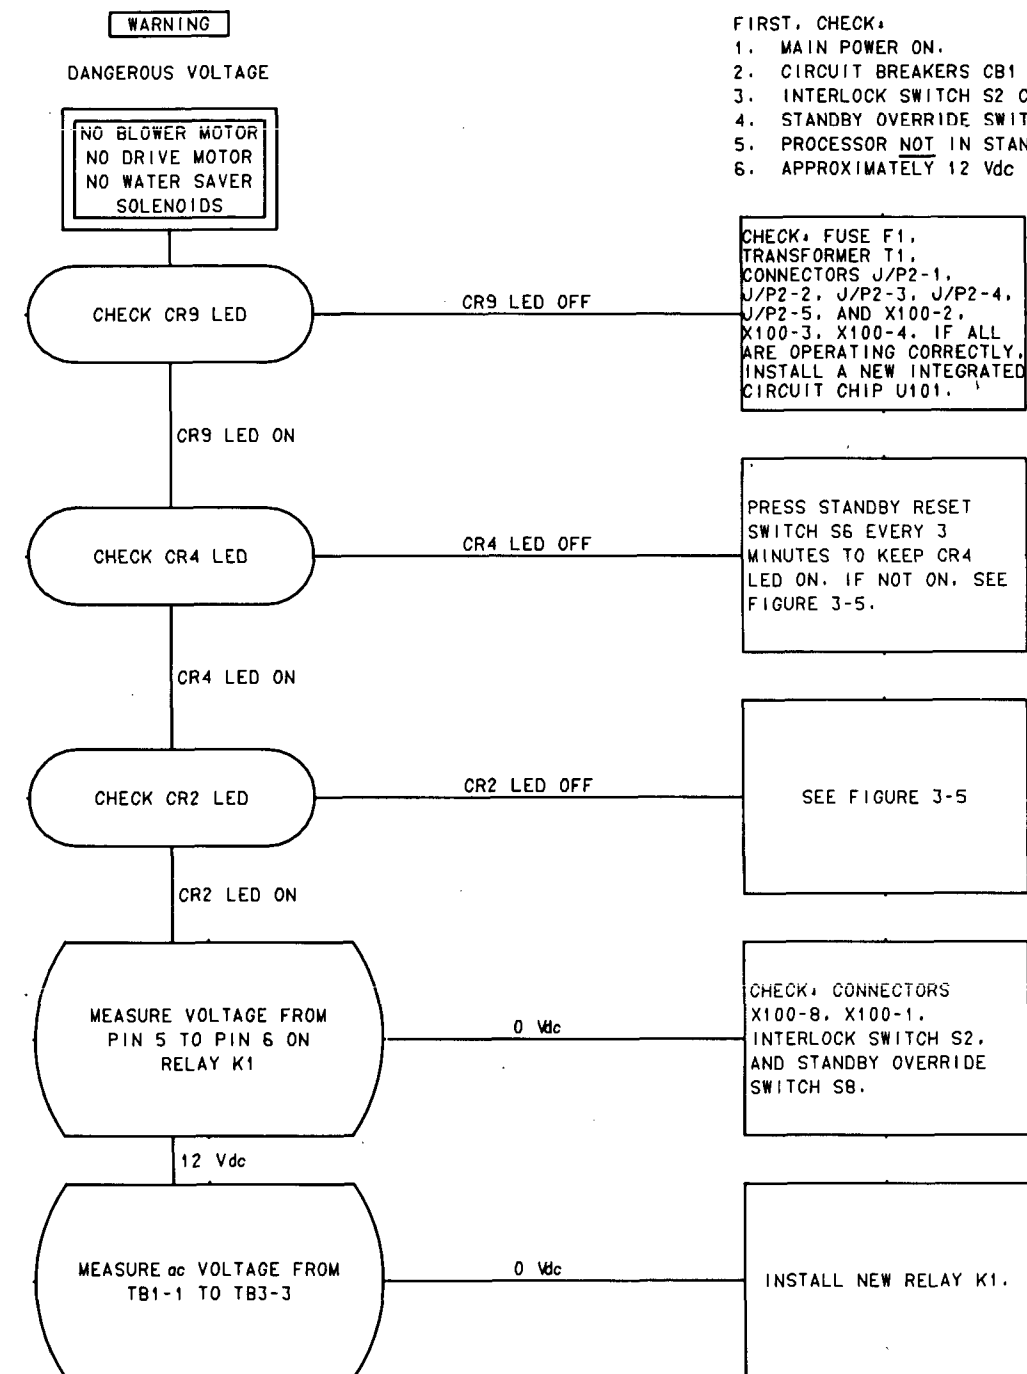 WARNING
DANGEROUS VOLTAGE
NO BLOWER MOTOR
NO DRIVE MOTOR
NO WATER SAVER
SOLENOIDS
FIRST, CHECK:
1. MAIN POWER ON.
2. CIRCUIT BREAKERS CB1
3. INTERLOCK SWITCH S2 C
4. STANDBY OVERRIDE SWIT
5. PROCESSOR NOT IN STAN
6. APPROXIMATELY 12 Vdc
CHECK CR9 LED
CR9 LED OFF
CHECK: FUSE F1,
TRANSFORMER T1,
CONNECTORS J/P2-1,
J/P2-2, J/P2-3, J/P2-4,
J/P2-5, AND X100-2,
X100-3, X100-4. IF ALL
ARE OPERATING CORRECTLY,
INSTALL A NEW INTEGRATED
CIRCUIT CHIP U101.
CR9 LED ON
CHECK CR4 LED
CR4 LED OFF
PRESS STANDBY RESET
SWITCH S6 EVERY 3
MINUTES TO KEEP CR4
LED ON. IF NOT ON, SEE
FIGURE 3-5.
CR4 LED ON
CHECK CR2 LED
CR2 LED OFF
SEE FIGURE 3-5
CR2 LED ON
MEASURE VOLTAGE FROM
PIN 5 TO PIN 6 ON
RELAY K1
0 Vdc
CHECK: CONNECTORS
X100-8, X100-1,
INTERLOCK SWITCH S2,
AND STANDBY OVERRIDE
SWITCH S8.
12 Vdc
MEASURE ac VOLTAGE FROM
TB1-1 TO TB3-3
0 Vdc
INSTALL NEW RELAY K1.